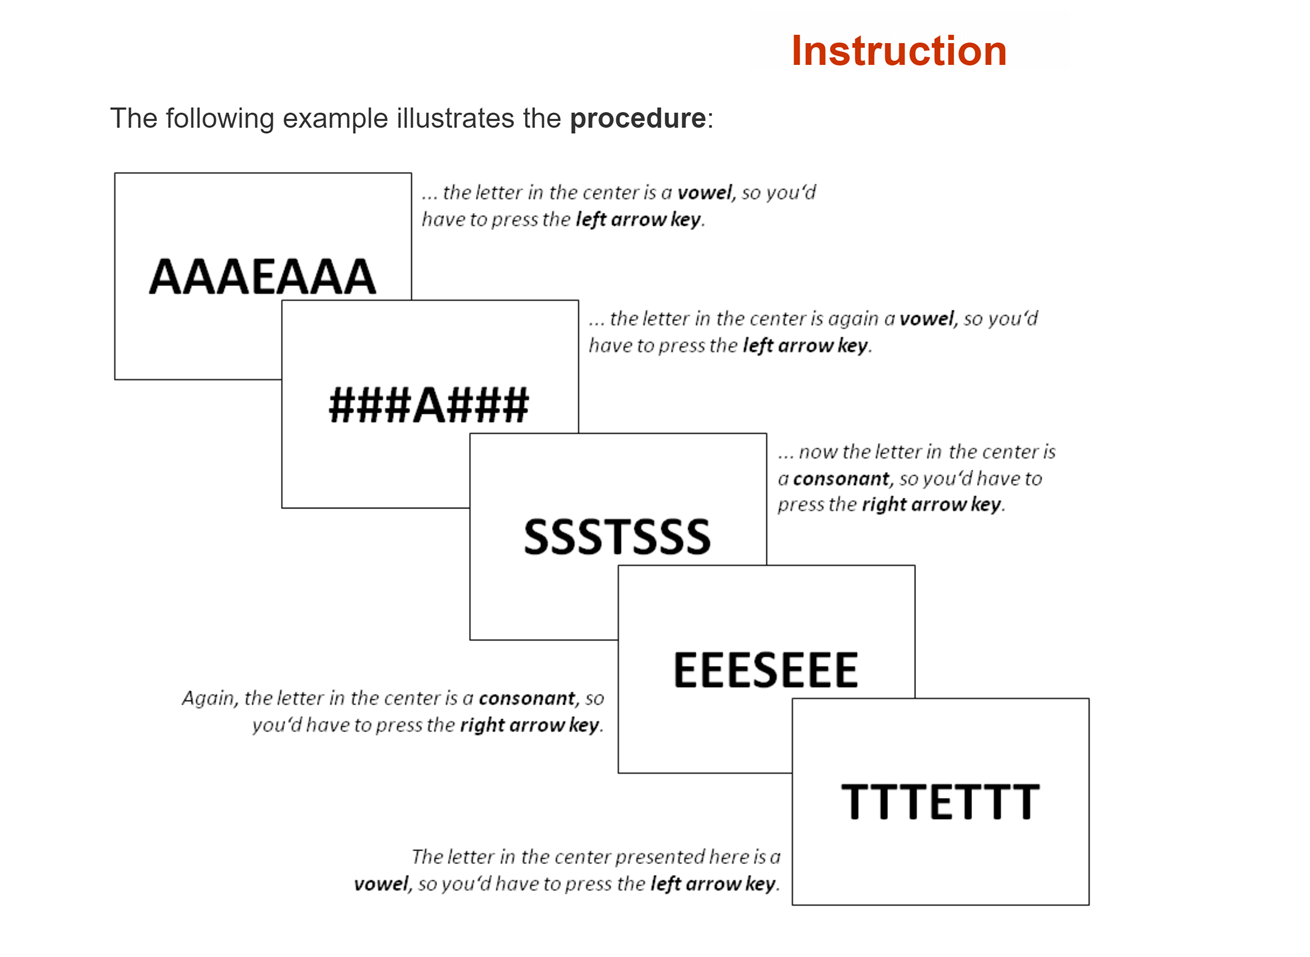 Instruction
The following example illustrates the procedure:
AAAEAAA
... the letter in the center is a vowel, so you‘d
have to press the left arrow key.
###A###
... the letter in the center is again a vowel, so you‘d
have to press the left arrow key.
SSSTSSS
... now the letter in the center is
a consonant, so you‘d have to
press the right arrow key.
EEESEEE
Again, the letter in the center is a consonant, so
you‘d have to press the right arrow key.
TTTETTT
The letter in the center presented here is a
vowel, so you‘d have to press the left arrow key.